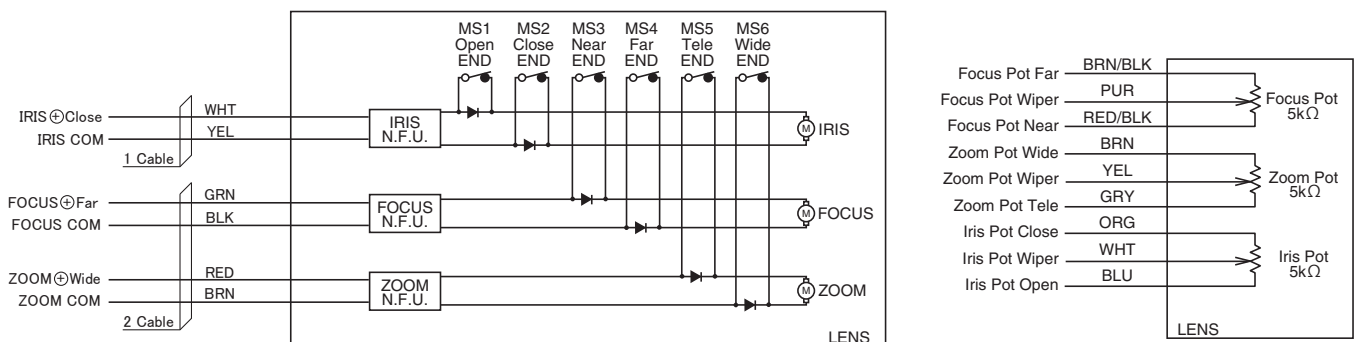 MS1 MS2 MS3 MS4 MS5 MS6
Open Close Near Far Tele Wide
END END END END END END
IRIS⊕Close WHT
IRIS COM YEL
1 Cable
IRIS
N.F.U.
M IRIS
FOCUS⊕Far GRN
FOCUS COM BLK
FOCUS
N.F.U.
M FOCUS
ZOOM⊕Wide RED
ZOOM COM BRN
2 Cable
ZOOM
N.F.U.
M ZOOM
LENS
Focus Pot Far BRN/BLK
Focus Pot Wiper PUR
Focus Pot Near RED/BLK
Focus Pot
5kΩ
Zoom Pot Wide BRN
Zoom Pot Wiper YEL
Zoom Pot Tele GRY
Zoom Pot
5kΩ
Iris Pot Close ORG
Iris Pot Wiper WHT
Iris Pot Open BLU
Iris Pot
5kΩ
LENS